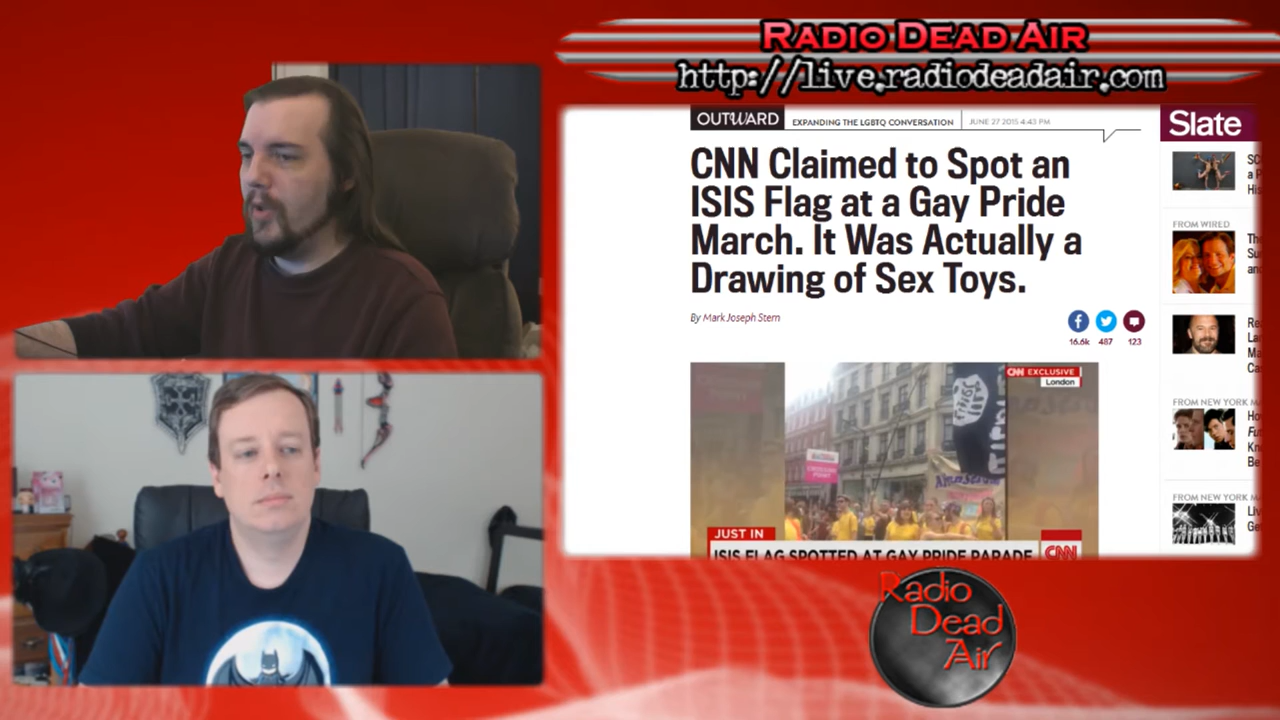 RADIO DEAD AIR
http://live.radiodeadair.com
OUTWARD
EXPANDING THE LGBTQ CONVERSATION
JUNE 27 2015 4:43 PM
Slate
CNN Claimed to Spot an
ISIS Flag at a Gay Pride
March. It Was Actually a
Drawing of Sex Toys.
By Mark Joseph Stern
16.6k 487 123
CNN EXCLUSIVE
London
JUST IN
ISIS FLAG SPOTTED AT GAY PRIDE PARADE
CNN
FROM WIRED
FROM NEW YORK M
FROM NEW YORK M
Radio
Dead
Air